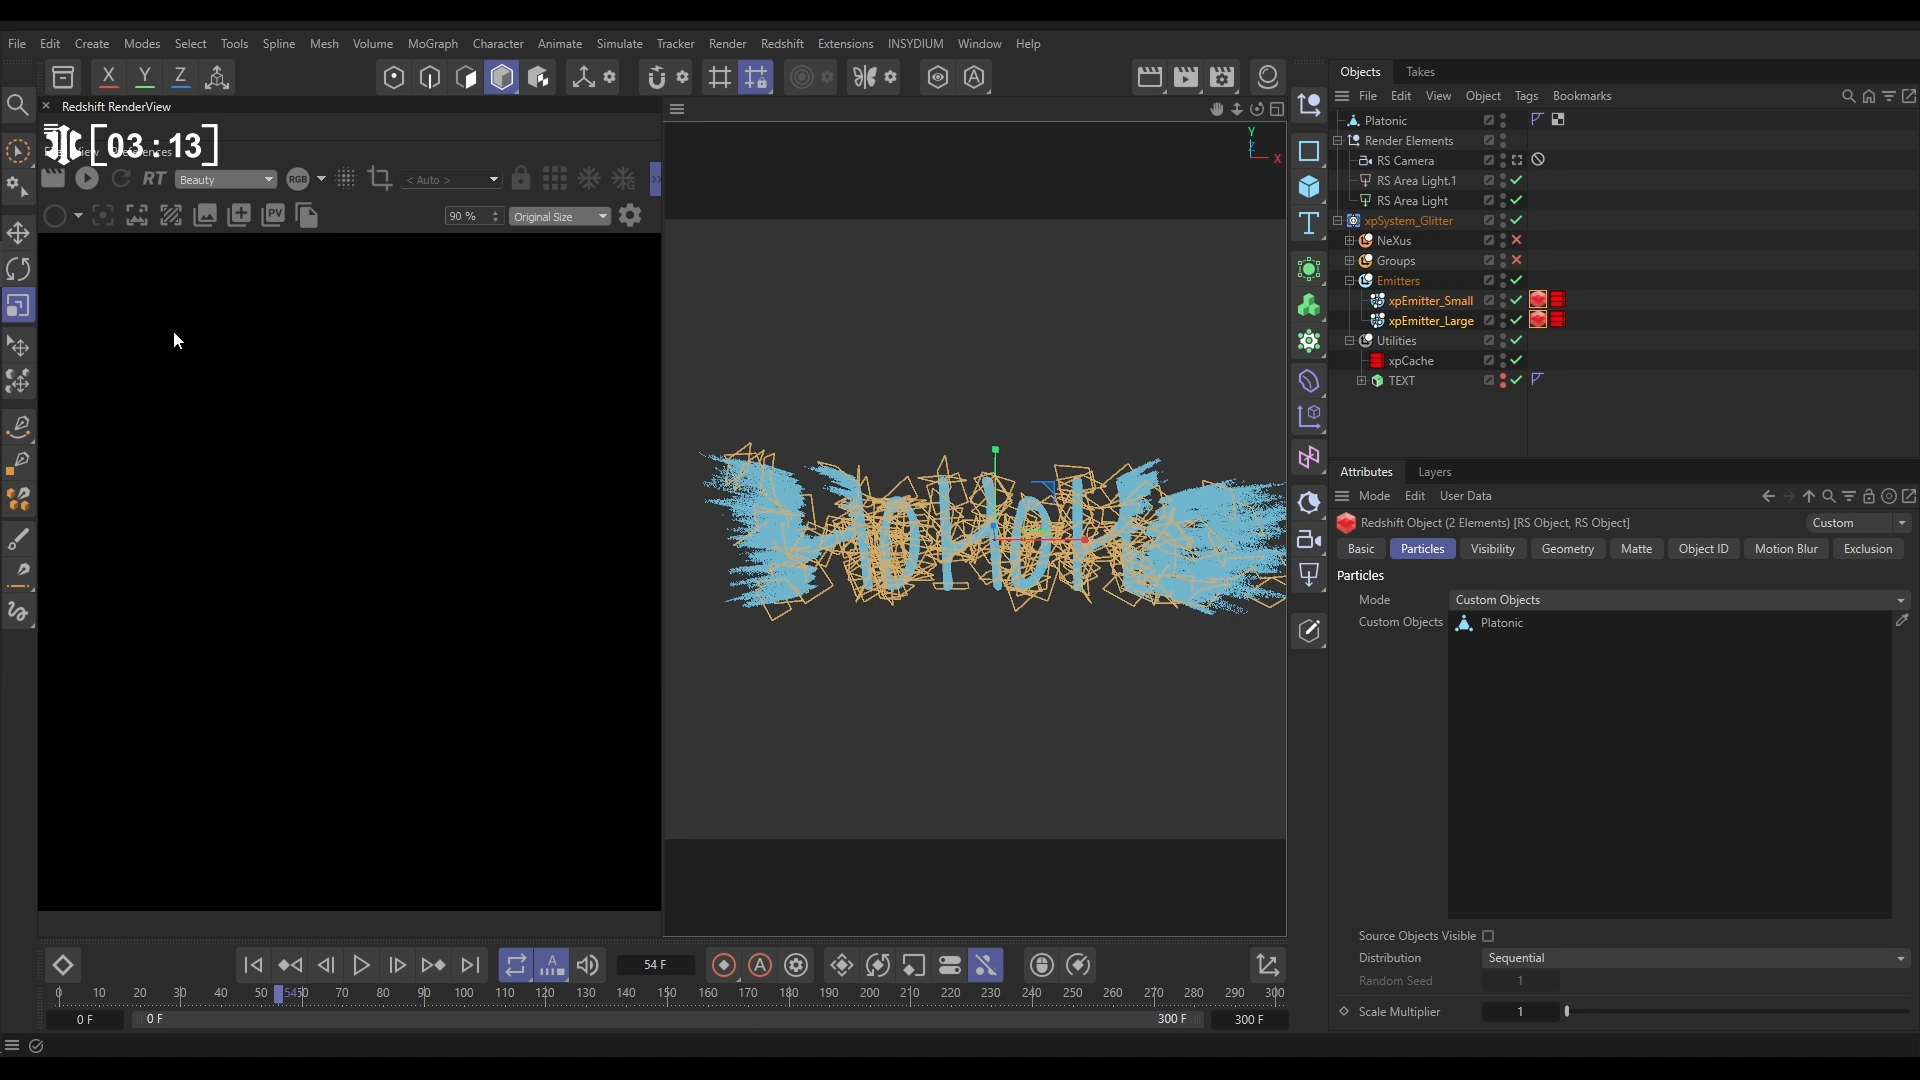 File Edit Create Modes Select Tools Spline Mesh Volume MoGraph Character Animate Simulate Tracker Render Redshift Extensions INSYDIUM Window Help
X Y Z
Objects Takes
File Edit View Object Tags Bookmarks
Redshift RenderView
[03:13]
RT Beauty RGB < Auto >
PV 90 % Original Size
Y
Z
X
Platonic
Render Elements
RS Camera
RS Area Light.1
RS Area Light
xpSystem_Glitter
NeXus
Groups
Emitters
xpEmitter_Small
xpEmitter_Large
Utilities
xpCache
TEXT
Attributes Layers
Mode Edit User Data
Redshift Object (2 Elements) [RS Object, RS Object] Custom
Basic Particles Visibility Geometry Matte Object ID Motion Blur Exclusion
Particles
Mode Custom Objects
Custom Objects Platonic
Source Objects Visible
Distribution Sequential
Random Seed 1
Scale Multiplier 1
54 F
0 10 20 30 40 50 54 60 70 80 90 100 110 120 130 140 150 160 170 180 190 200 210 220 230 240 250 260 270 280 290 300
0 F 0 F 300 F 300 F